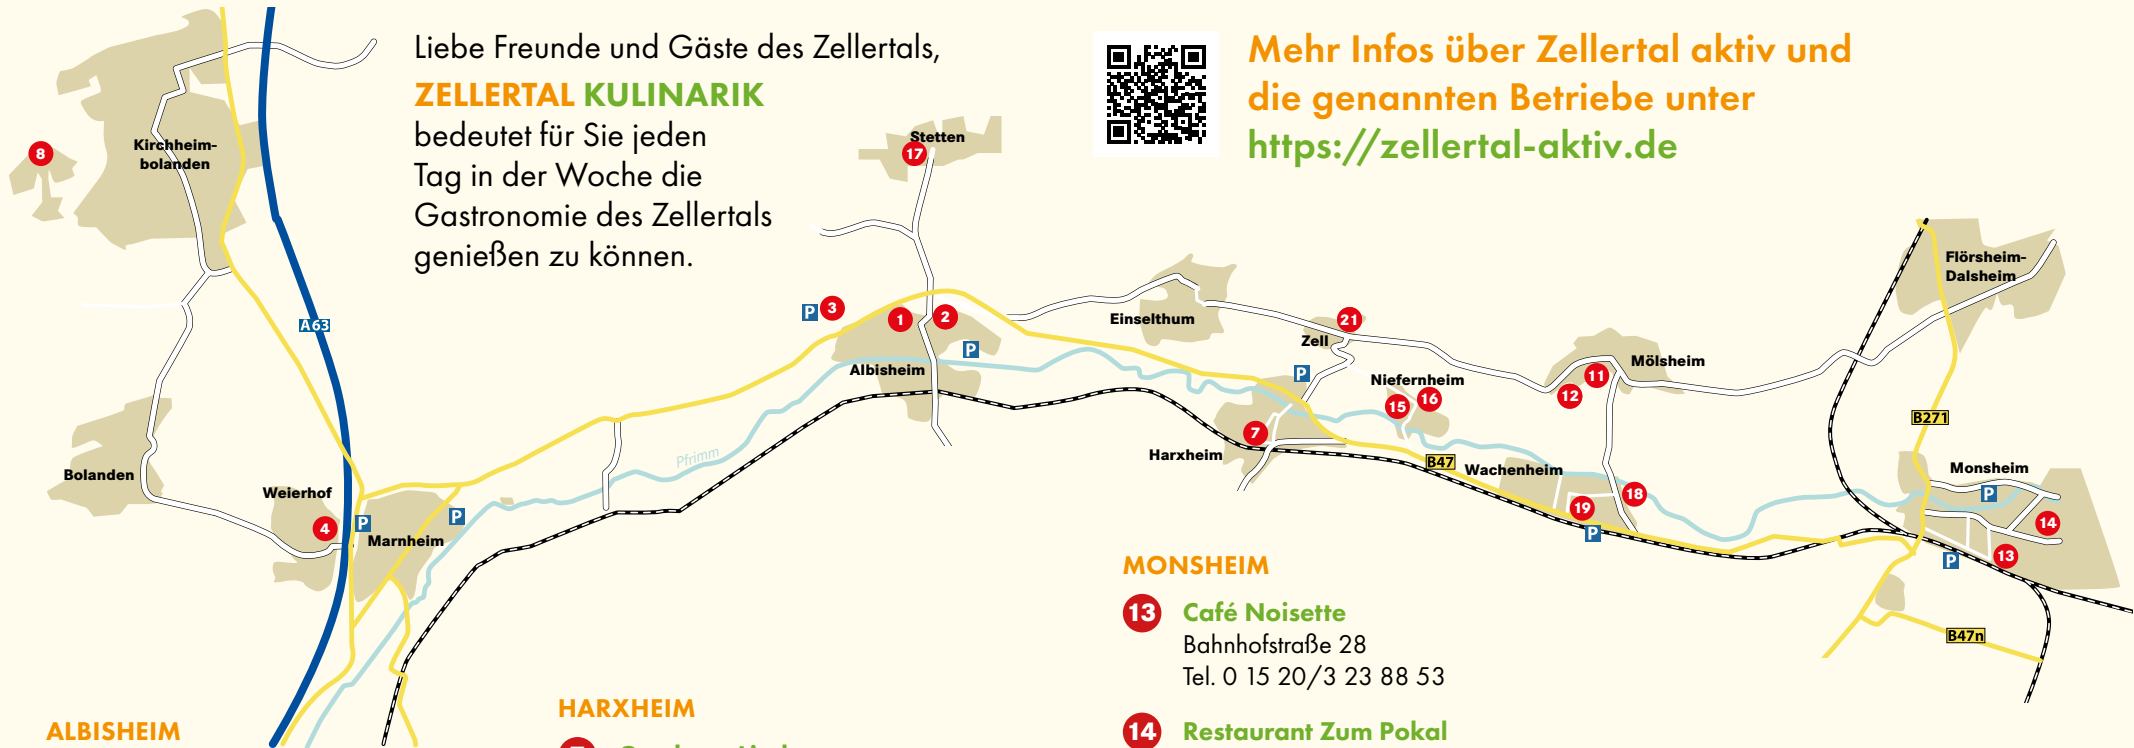 Liebe Freunde und Gäste des Zellertals,
ZELLERTAL KULINARIK
bedeutet für Sie jeden
Tag in der Woche die
Gastronomie des Zellertals
genießen zu können.
Mehr Infos über Zellertal aktiv und
die genannten Betriebe unter
https://zellertal-aktiv.de
8
Kirchheim-
bolanden
A63
Bolanden
Weierhof
4
P
Marnheim
P
Pfrimm
Stetten
17
P
3
1
2
P
Albisheim
Einselthum
21
Zell
P
Niefernheim
15
16
7
Harxheim
B47
Wachenheim
19
18
P
Mölsheim
11
12
Flörsheim-
Dalsheim
B271
Monsheim
P
14
13
P
B47n
ALBISHEIM
HARXHEIM
MONSHEIM
13 Café Noisette
Bahnhofstraße 28
Tel. 0 15 20/3 23 88 53
14 Restaurant Zum Pokal